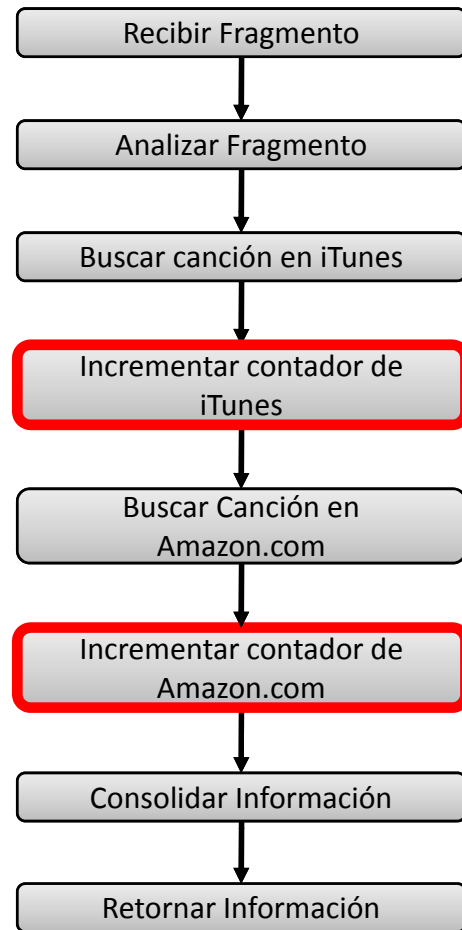 Recibir Fragmento
Analizar Fragmento
Buscar canción en iTunes
Incrementar contador de
iTunes
Buscar Canción en
Amazon.com
Incrementar contador de
Amazon.com
Consolidar Información
Retornar Información